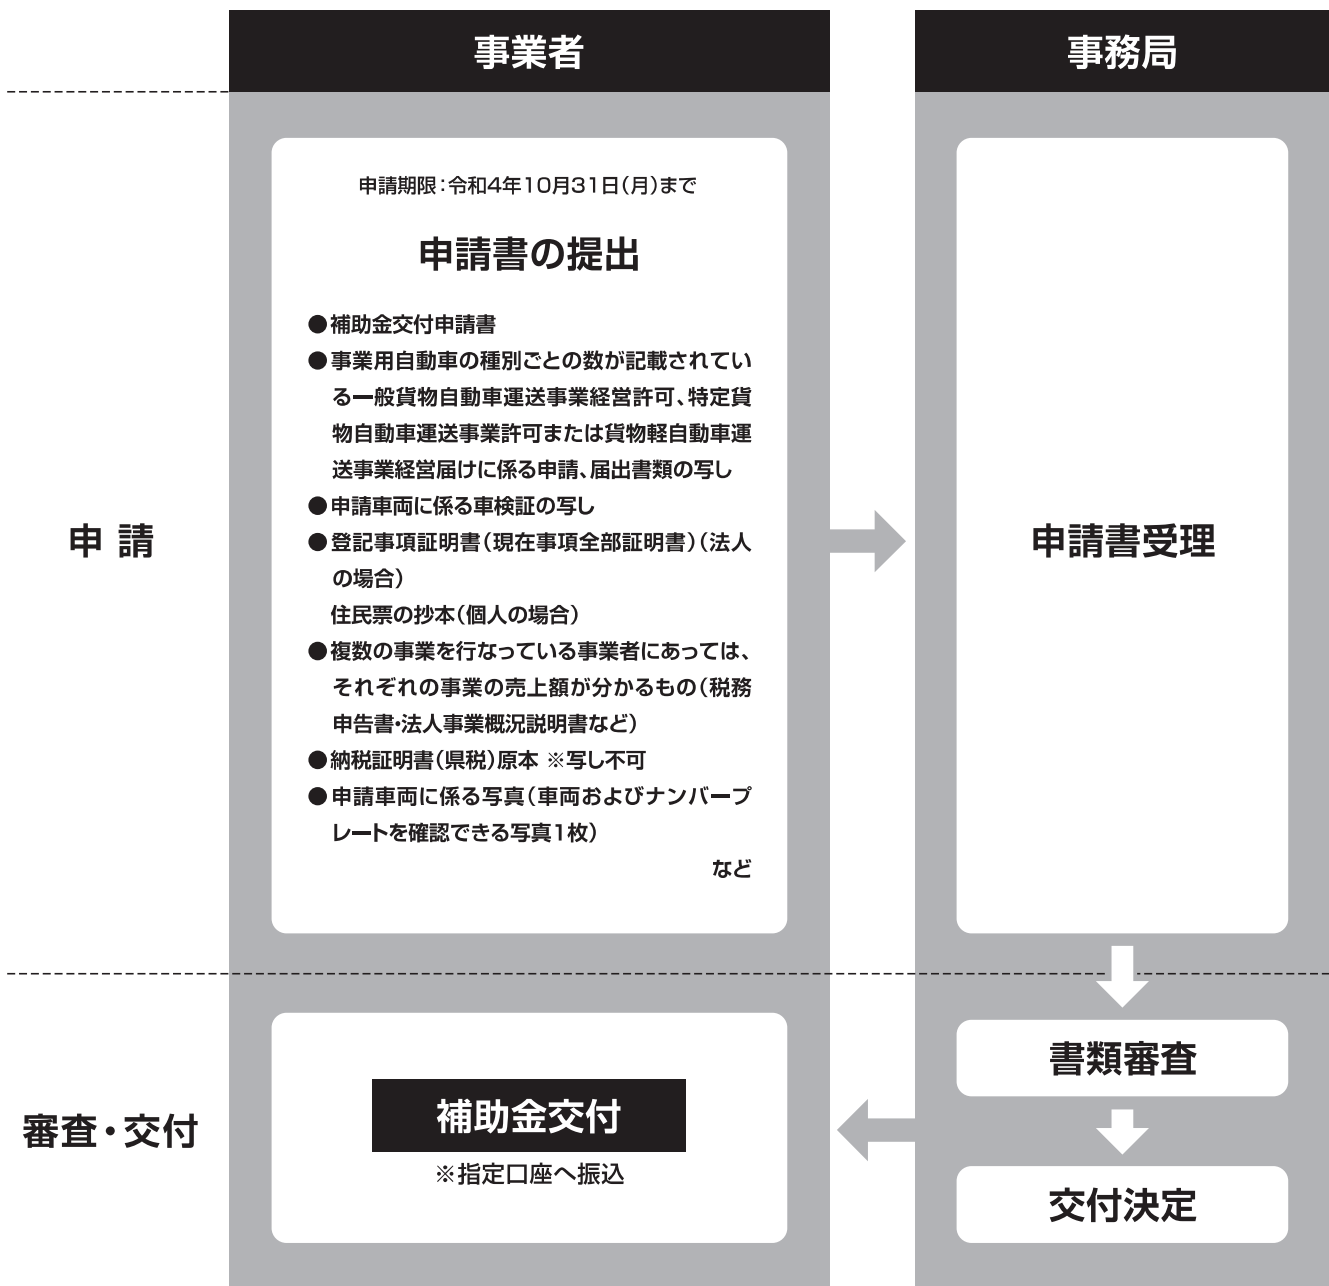 事業者
事務局
申請
申請期限:令和4年10月31日(月)まで
申請書の提出
●補助金交付申請書
●事業用自動車の種別ごとの数が記載されてい
る一般貨物自動車運送事業経営許可、特定貨
物自動車運送事業許可または貨物軽自動車運
送事業経営届けに係る申請、届出書類の写し
●申請車両に係る車検証の写し
●登記事項証明書(現在事項全部証明書)(法人
の場合)
住民票の抄本(個人の場合)
●複数の事業を行なっている事業者にあっては、
それぞれの事業の売上額が分かるもの(税務
申告書・法人事業概況説明書など)
●納税証明書(県税)原本 ※写し不可
●申請車両に係る写真(車両およびナンバープ
レートを確認できる写真1枚)
など
申請書受理
審査・交付
書類審査
交付決定
補助金交付
※指定口座へ振込